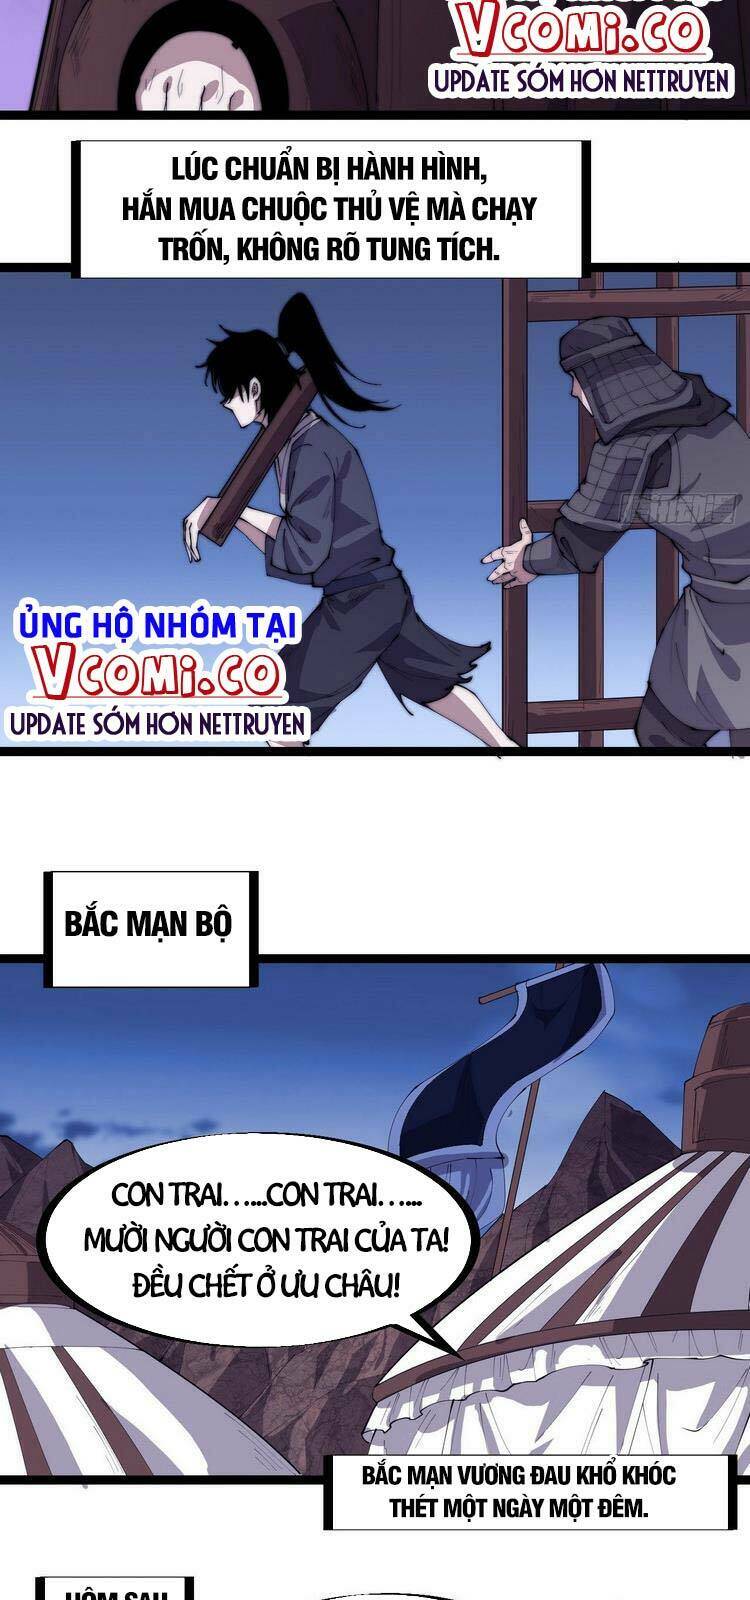 VCOMI.CO
UPDATE SỚM HƠN NETTRUYEN
LÚC CHUẨN BỊ HÀNH HÌNH,
HẮN MUA CHUỘC THỦ VỆ MÀ CHẠY
TRỐN, KHÔNG RÕ TUNG TÍCH.
ỦNG HỘ NHÓM TẠI
VCOMI.CO
UPDATE SỚM HƠN NETTRUYEN
BẮC MẠN BỘ
CON TRAI......CON TRAI......
MƯỜI NGƯỜI CON TRAI CỦA TA!
ĐỀU CHẾT Ở ƯU CHÂU!
BẮC MẠN VƯƠNG ĐAU KHỔ KHÓC
THÉT MỘT NGÀY MỘT ĐÊM.
HÔM SAU